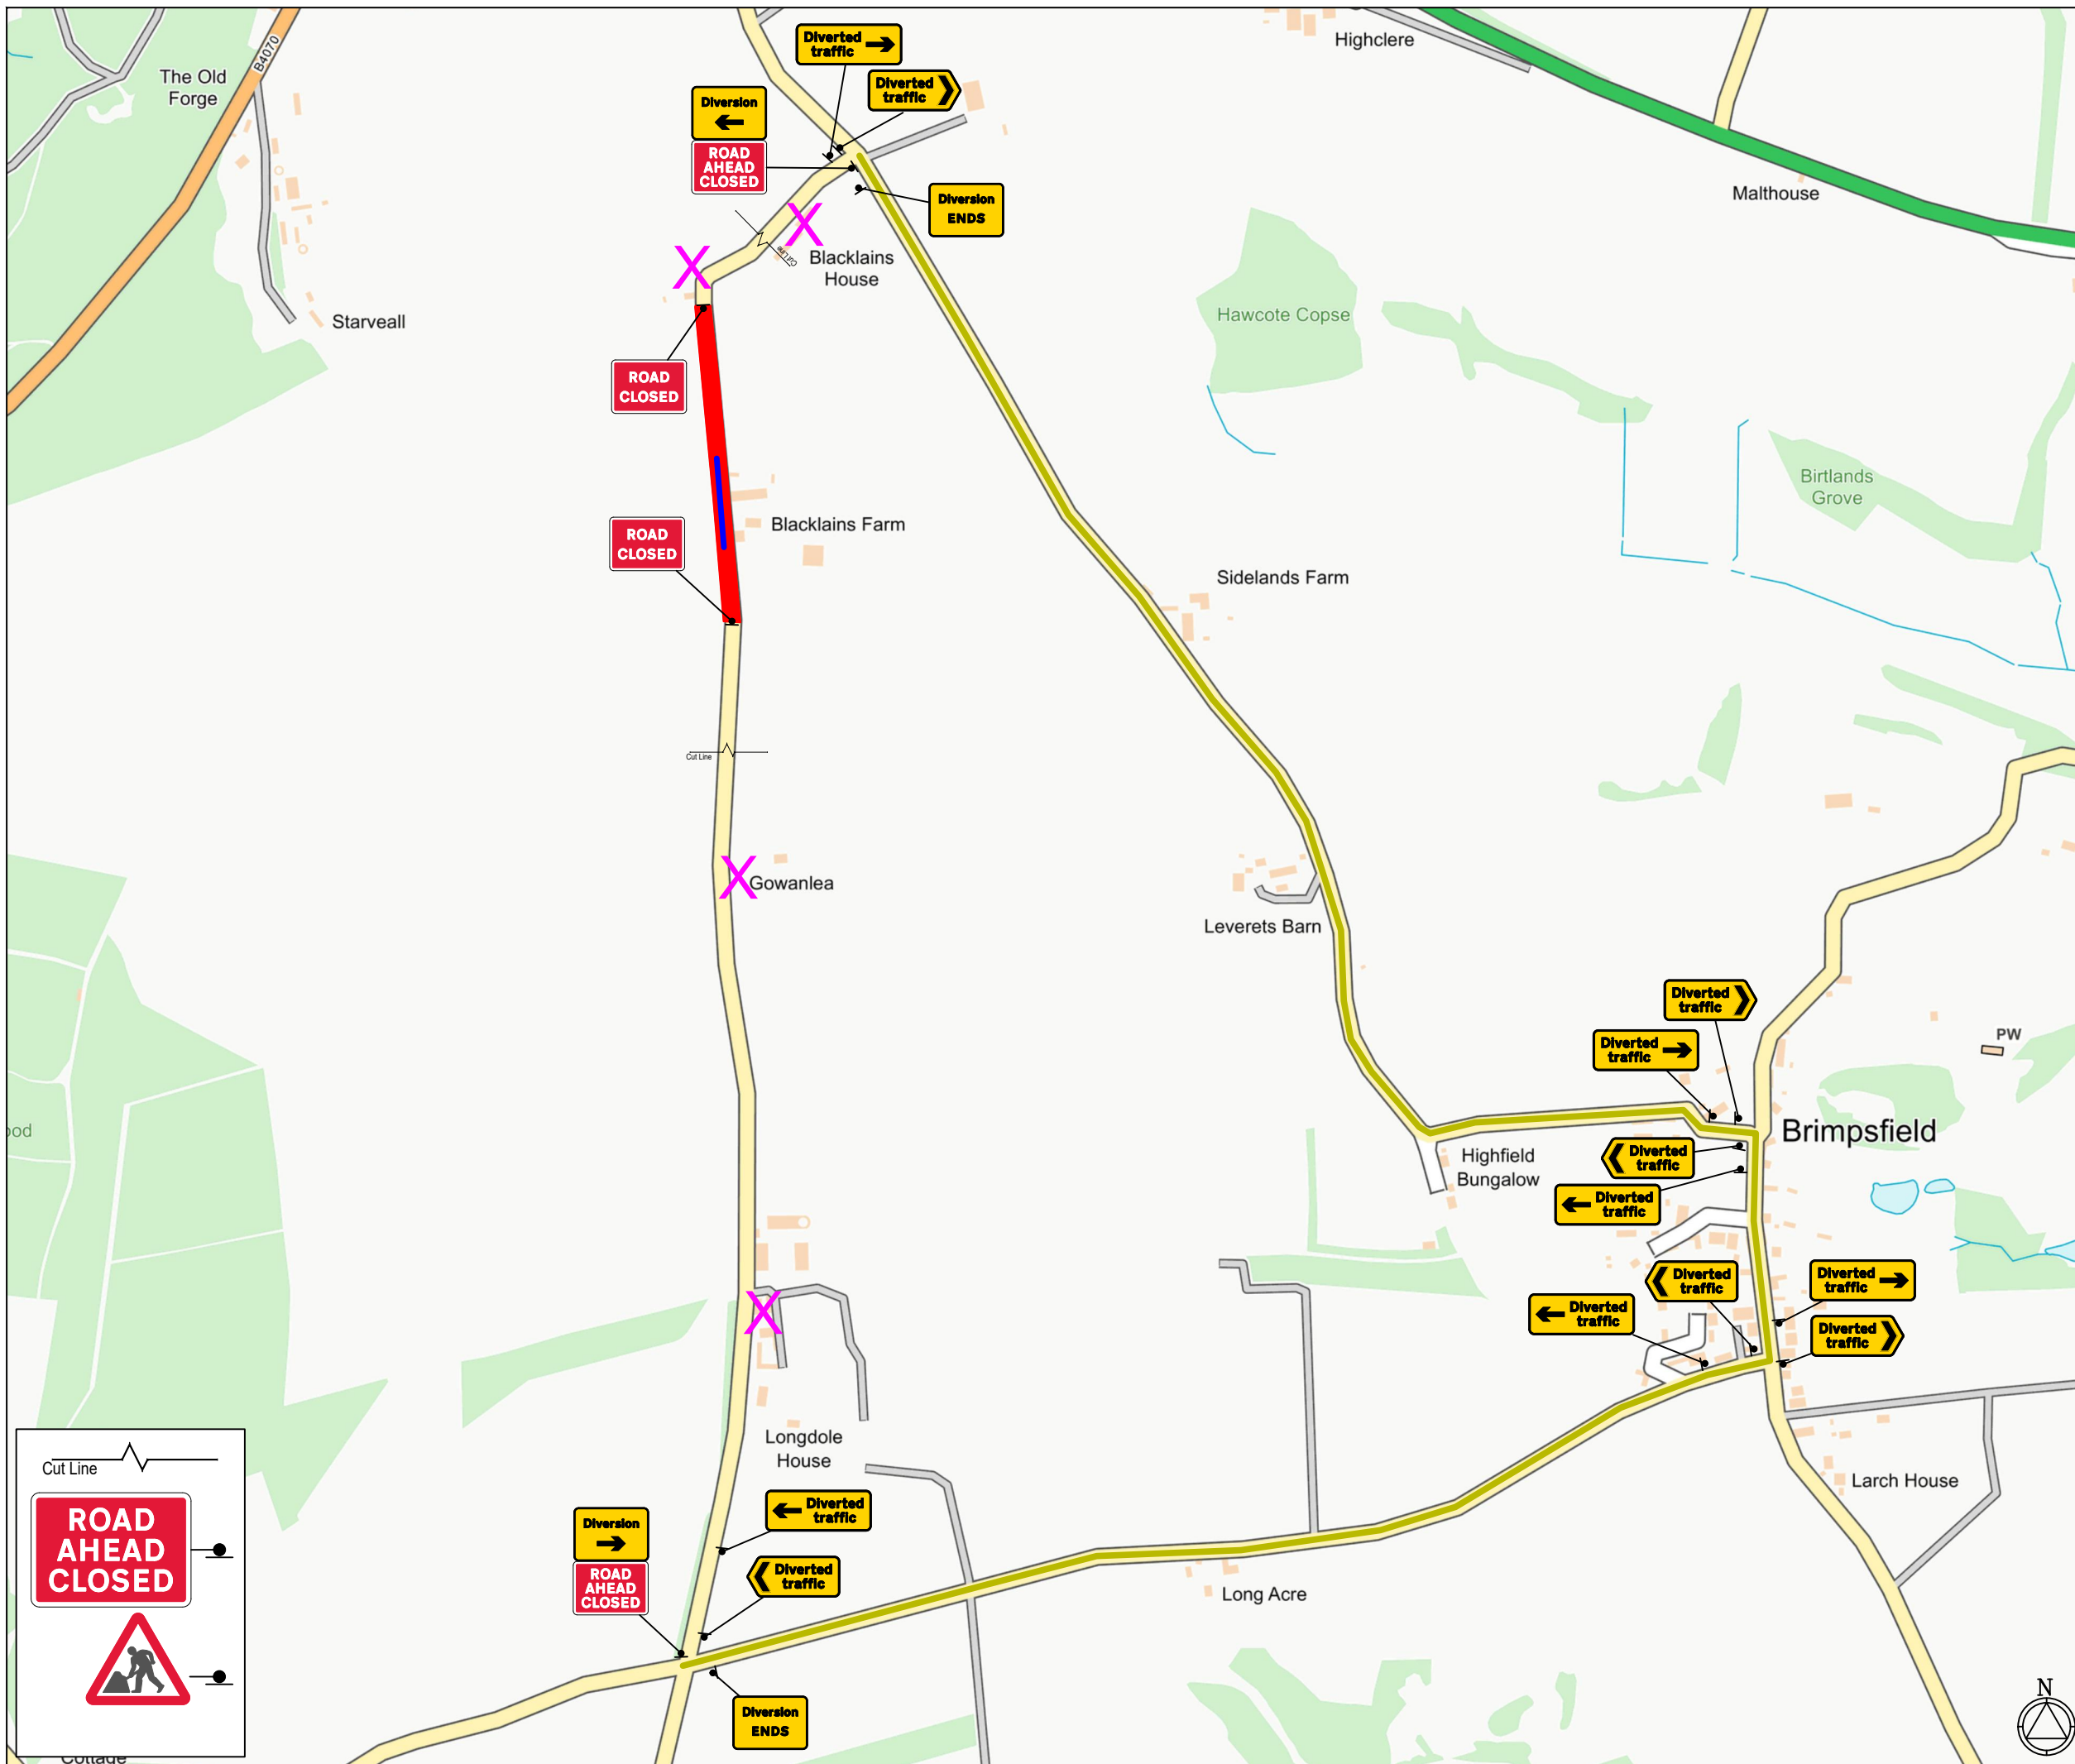 Highclere
Diverted
traffic
Diverted
traffic
B4070
The Old
Forge
Diversion
ROAD
AHEAD
CLOSED
Malthouse
Diversion
ENDS
Cut Line
Blacklains
House
X
X
Hawcote Copse
Starveall
ROAD
CLOSED
Birtlands
Grove
Blacklains Farm
ROAD
CLOSED
Sidelands Farm
Cut Line
X
Gowanlea
Leverets Barn
Diverted
traffic
PW
Diverted
traffic
ood
Brimpsfield
Diverted
traffic
Highfield
Bungalow
Diverted
traffic
Diverted
traffic
Diverted
traffic
Diverted
traffic
Diverted
traffic
X
Longdole
House
Larch House
Diverted
traffic
Diversion
ROAD
AHEAD
CLOSED
Diverted
traffic
Long Acre
Diversion
ENDS
Cut Line
ROAD
AHEAD
CLOSED
N